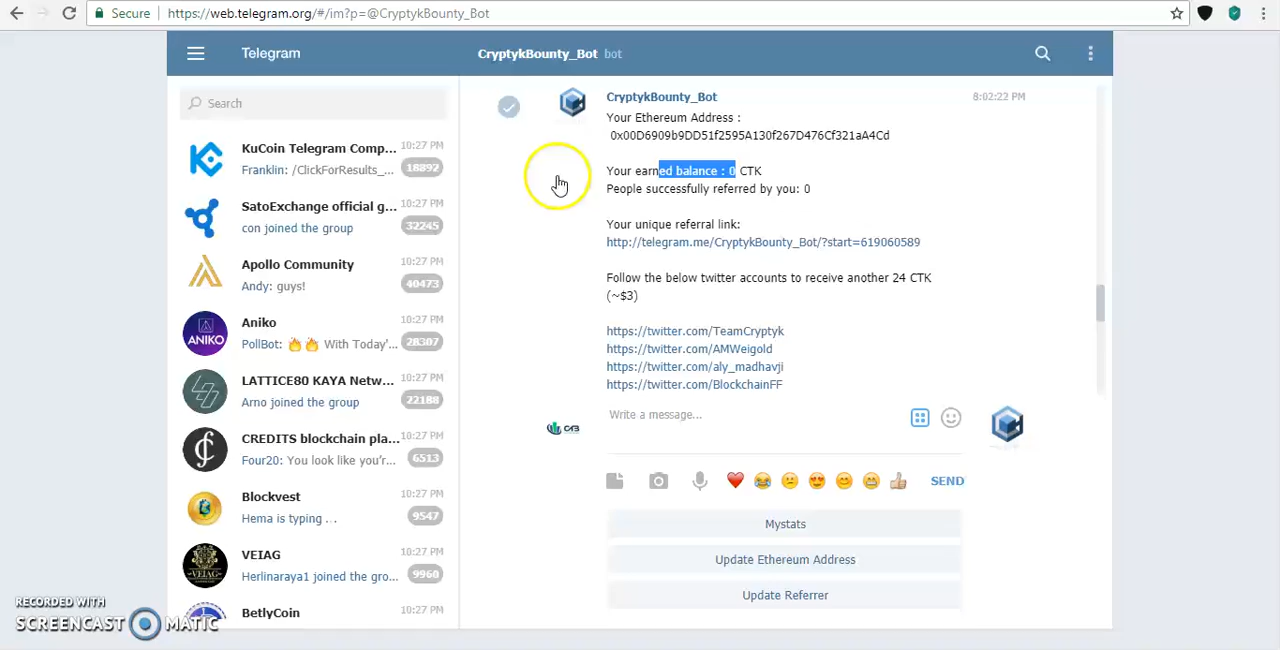 Secure https://web.telegram.org/#/im?p=@CryptykBounty_Bot
Telegram
CryptykBounty_Bot bot
Search
KuCoin Telegram Comp... 10:27 PM
Franklin: /ClickForResults_... 18892
SatoExchange official g... 10:27 PM
con joined the group 32245
Apollo Community 10:27 PM
Andy: guys! 40473
Aniko 10:27 PM
PollBot: 🔥🔥 With Today'... 28307
ANIKO
LATTICE80 KAYA Netw... 10:27 PM
Arno joined the group 22188
CREDITS blockchain pla... 10:27 PM
Four20: You look like you'r... 6513
Blockvest 10:27 PM
Hema is typing ... 9547
VEIAG 10:27 PM
Herlinaraya1 joined the gro... 9960
VEIAG
BetlyCoin 10:27 PM
CryptykBounty_Bot 8:02:22 PM
Your Ethereum Address :
0x00D6909b9DD51f2595A130f267D476Cf321aA4Cd
Your earned balance : 0 CTK
People successfully referred by you: 0
Your unique referral link:
http://telegram.me/CryptykBounty_Bot/?start=619060589
Follow the below twitter accounts to receive another 24 CTK
(~$3)
https://twitter.com/TeamCryptyk
https://twitter.com/AMWeigold
https://twitter.com/aly_madhavji
https://twitter.com/BlockchainFF
Write a message...
CAB
SEND
Mystats
Update Ethereum Address
Update Referrer
RECORDED WITH
SCREENCAST MATIC